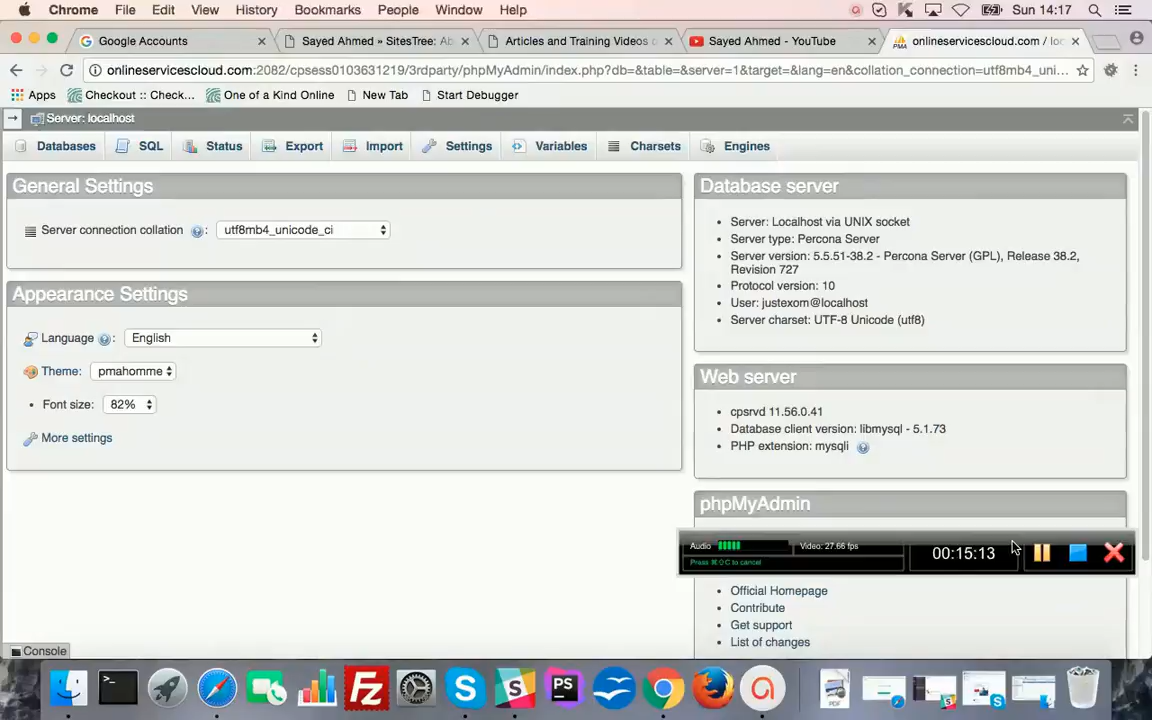 Chrome File Edit View History Bookmarks People Window Help Sun 14:17
Google Accounts Sayed Ahmed » SitesTree: Ab Articles and Training Videos o Sayed Ahmed - YouTube onlineservicescloud.com / loc
onlineservicescloud.com:2082/cpsess0103631219/3rdparty/phpMyAdmin/index.php?db=&table=&server=1&target=&lang=en&collation_connection=utf8mb4_uni...
Apps Checkout :: Check... One of a Kind Online New Tab Start Debugger
Server: localhost
Databases SQL Status Export Import Settings Variables Charsets Engines
General Settings
Server connection collation : utf8mb4_unicode_ci
Appearance Settings
Language : English
Theme: pmahomme
Font size: 82%
More settings
Database server
Server: Localhost via UNIX socket
Server type: Percona Server
Server version: 5.5.51-38.2 - Percona Server (GPL), Release 38.2,
Revision 727
Protocol version: 10
User: justexom@localhost
Server charset: UTF-8 Unicode (utf8)
Web server
cpsrvd 11.56.0.41
Database client version: libmysql - 5.1.73
PHP extension: mysqli
phpMyAdmin
Audio Video: 27.66 fps
Press ⌘⇧C to cancel
00:15:13
Official Homepage
Contribute
Get support
List of changes
Console